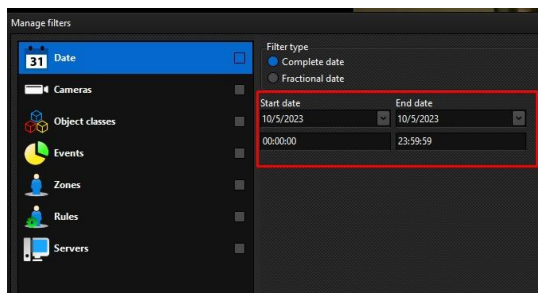 Manage filters
31 Date
Cameras
Object classes
Events
Zones
Rules
Servers
Filter type
Complete date
Fractional date
Start date End date
10/5/2023 10/5/2023
00:00:00 23:59:59